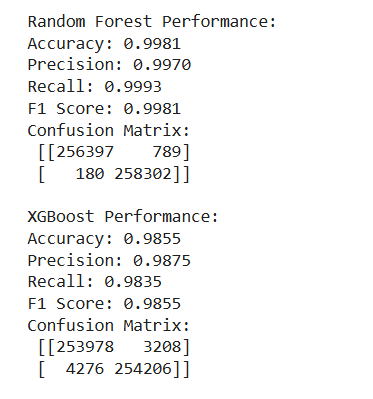 Random Forest Performance:
Accuracy: 0.9981
Precision: 0.9970
Recall: 0.9993
F1 Score: 0.9981
Confusion Matrix:
[[256397    789]
[   180 258302]]
XGBoost Performance:
Accuracy: 0.9855
Precision: 0.9875
Recall: 0.9835
F1 Score: 0.9855
Confusion Matrix:
[[253978   3208]
[  4276 254206]]